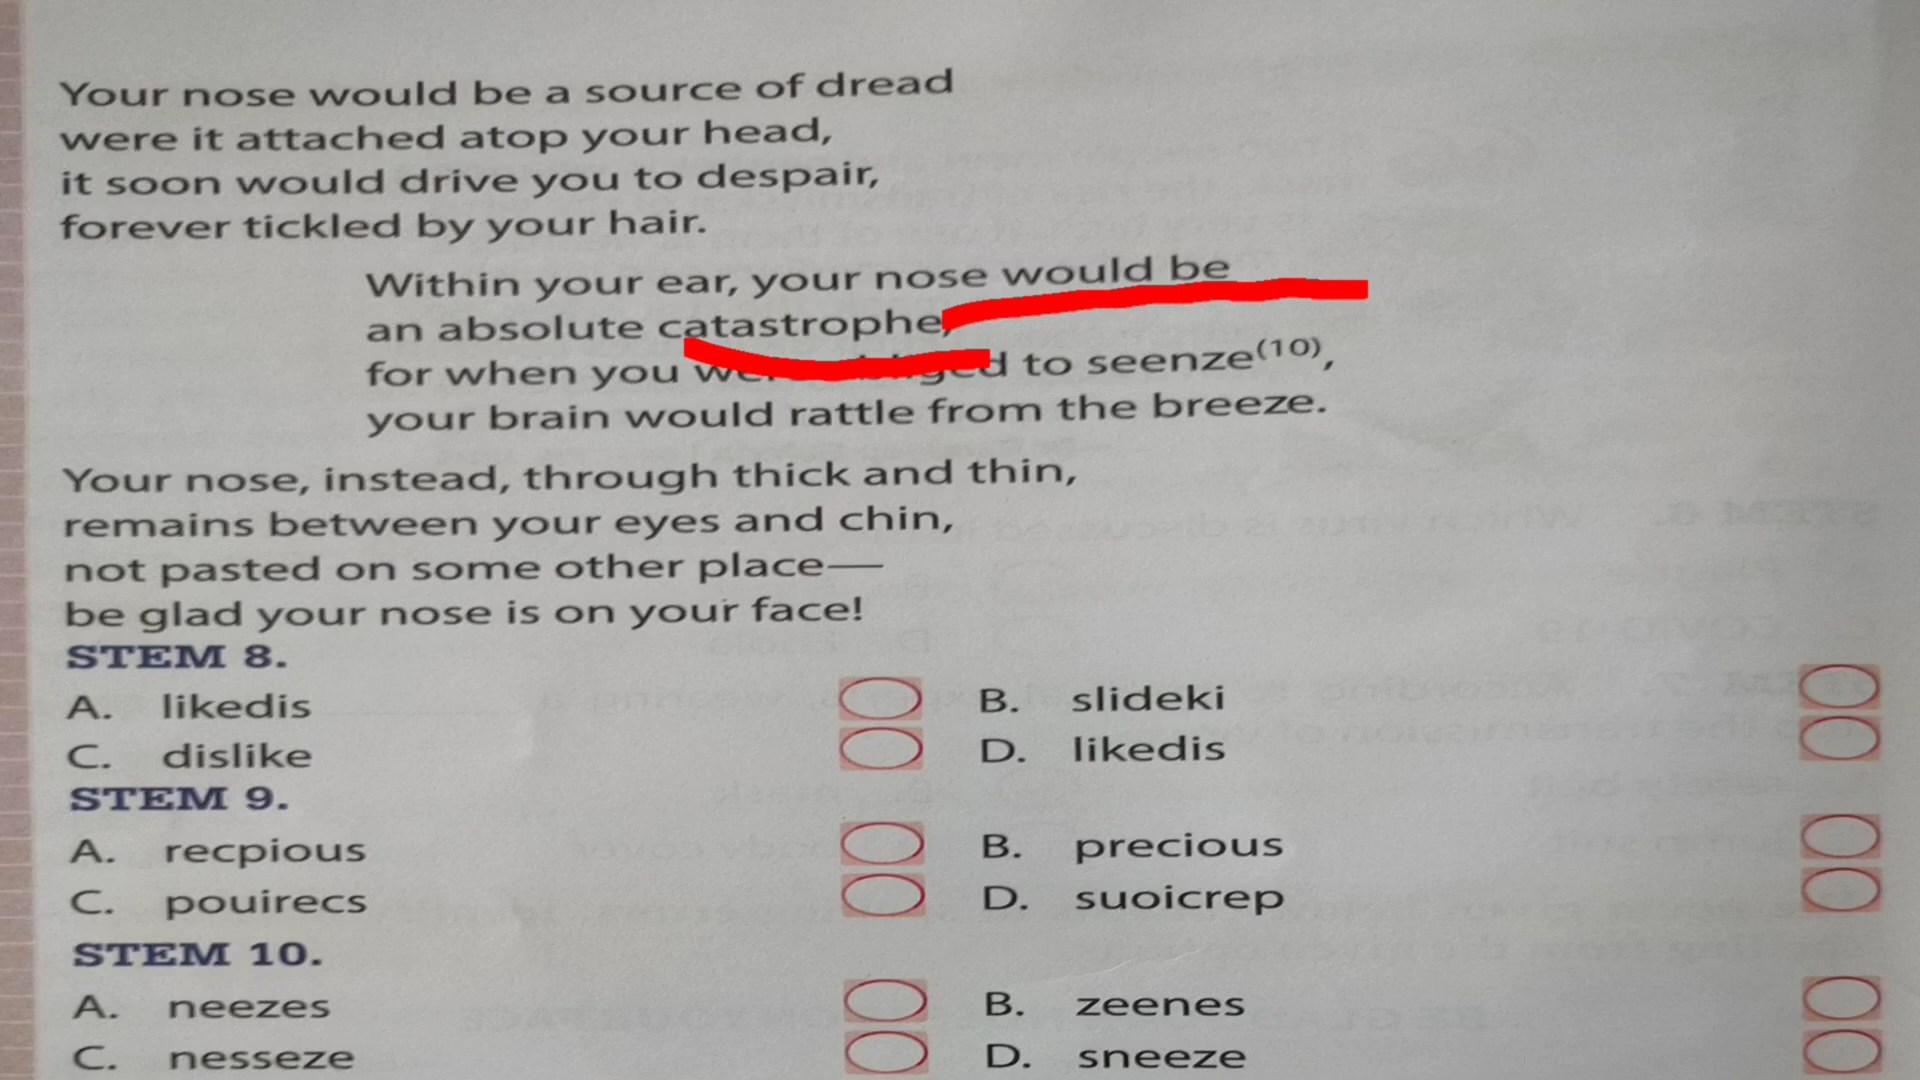 Your nose would be a source of dread
were it attached atop your head,
it soon would drive you to despair,
forever tickled by your hair.
Within your ear, your nose would be
an absolute catastrophe,
for when you to seenze(10),
your brain would rattle from the breeze.
Your nose, instead, through thick and thin,
remains between your eyes and chin,
not pasted on some other place—
be glad your nose is on your face!
STEM 8.
A. likedis B. slideki
C. dislike D. likedis
STEM 9.
A. recpious B. precious
C. pouirecs D. suoicrep
STEM 10.
A. neezes B. zeenes
C. nesseze D. sneeze